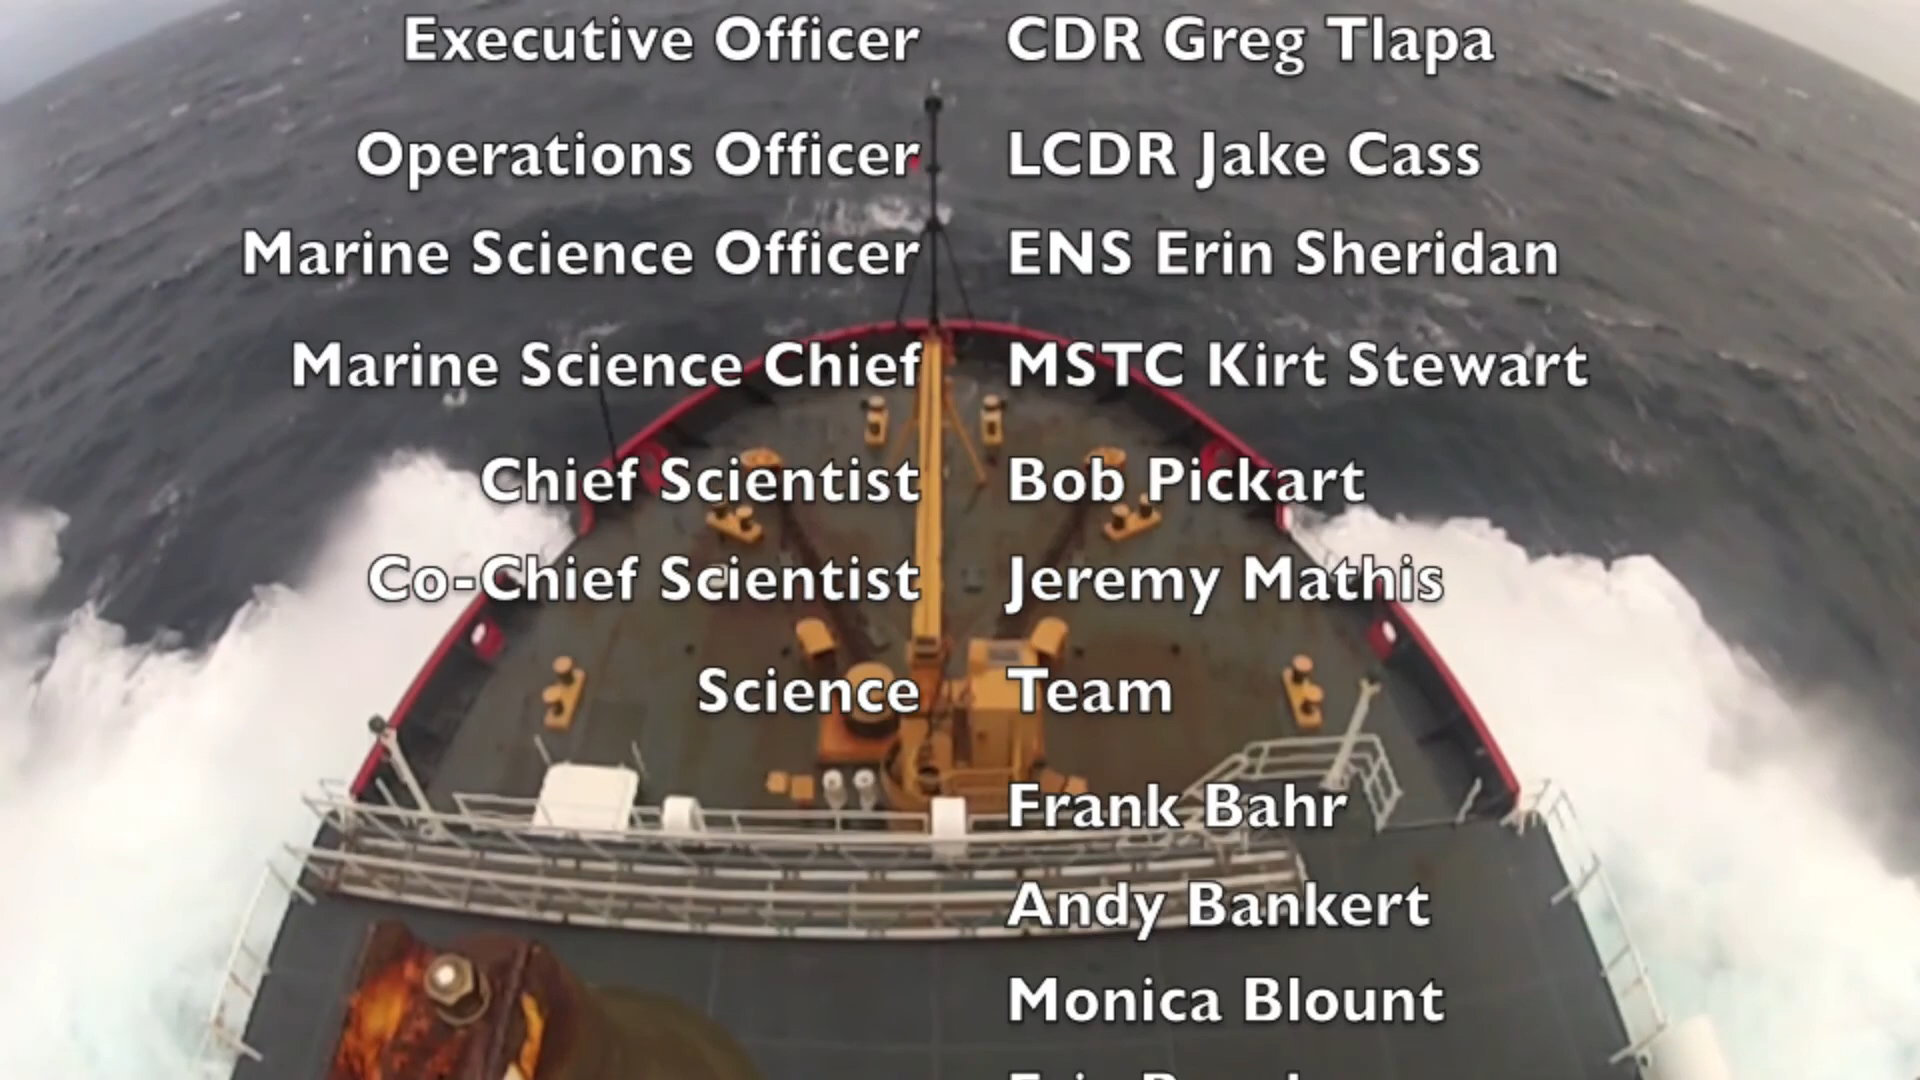 Executive Officer CDR Greg Tlapa
Operations Officer LCDR Jake Cass
Marine Science Officer ENS Erin Sheridan
Marine Science Chief MSTC Kirt Stewart
Chief Scientist Bob Pickart
Co-Chief Scientist Jeremy Mathis
Science Team
Frank Bahr
Andy Bankert
Monica Blount